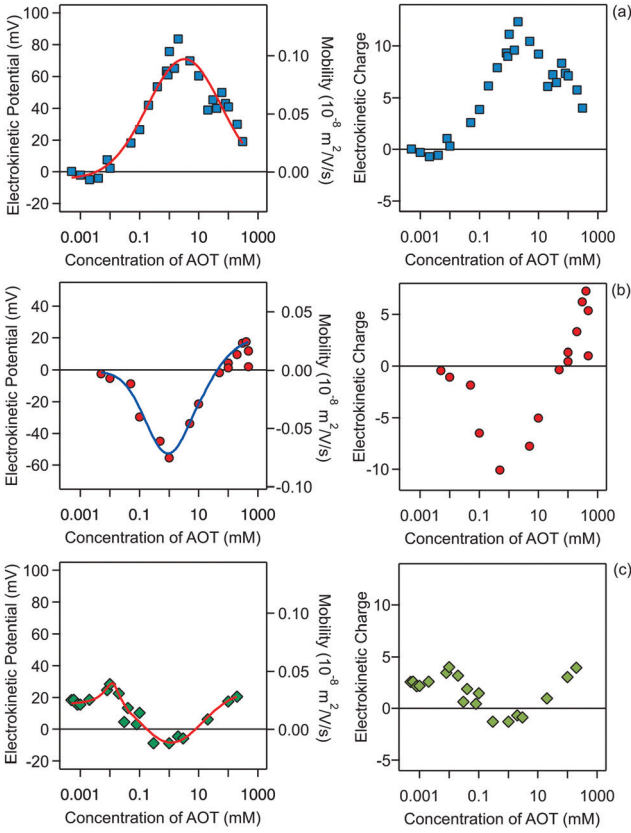 (a)
Electrokinetic Potential (mV)
100
80
60
40
20
0
-20
0.10
0.05
0.00
Mobility (10⁻⁸ m²/V/s)
0.001 0.1 10 1000
Concentration of AOT (mM)
Electrokinetic Charge
10
5
0
-5
0.001 0.1 10 1000
Concentration of AOT (mM)
(b)
Electrokinetic Potential (mV)
40
20
0
-20
-40
-60
0.05
0.00
-0.05
-0.10
Mobility (10⁻⁸ m²/V/s)
0.001 0.1 10 1000
Concentration of AOT (mM)
Electrokinetic Charge
5
0
-5
-10
0.001 0.1 10 1000
Concentration of AOT (mM)
(c)
Electrokinetic Potential (mV)
100
80
60
40
20
0
-20
0.10
0.05
0.00
Mobility (10⁻⁸ m²/V/s)
0.001 0.1 10 1000
Concentration of AOT (mM)
Electrokinetic Charge
10
5
0
-5
0.001 0.1 10 1000
Concentration of AOT (mM)